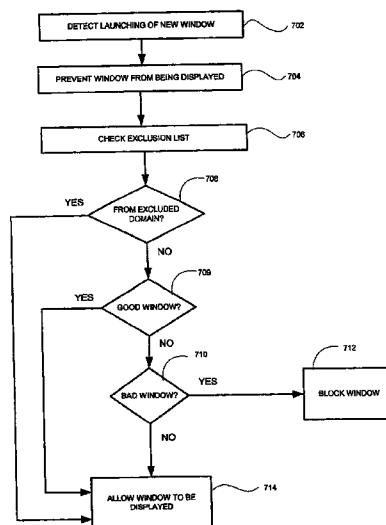 DETECT LAUNCHING OF NEW WINDOW
702
PREVENT WINDOW FROM BEING DISPLAYED
704
CHECK EXCLUSION LIST
706
708
YES
FROM EXCLUDED
DOMAIN?
NO
709
YES
GOOD WINDOW?
NO
710
712
BAD WINDOW?
YES
BLOCK WINDOW
NO
714
ALLOW WINDOW TO BE
DISPLAYED